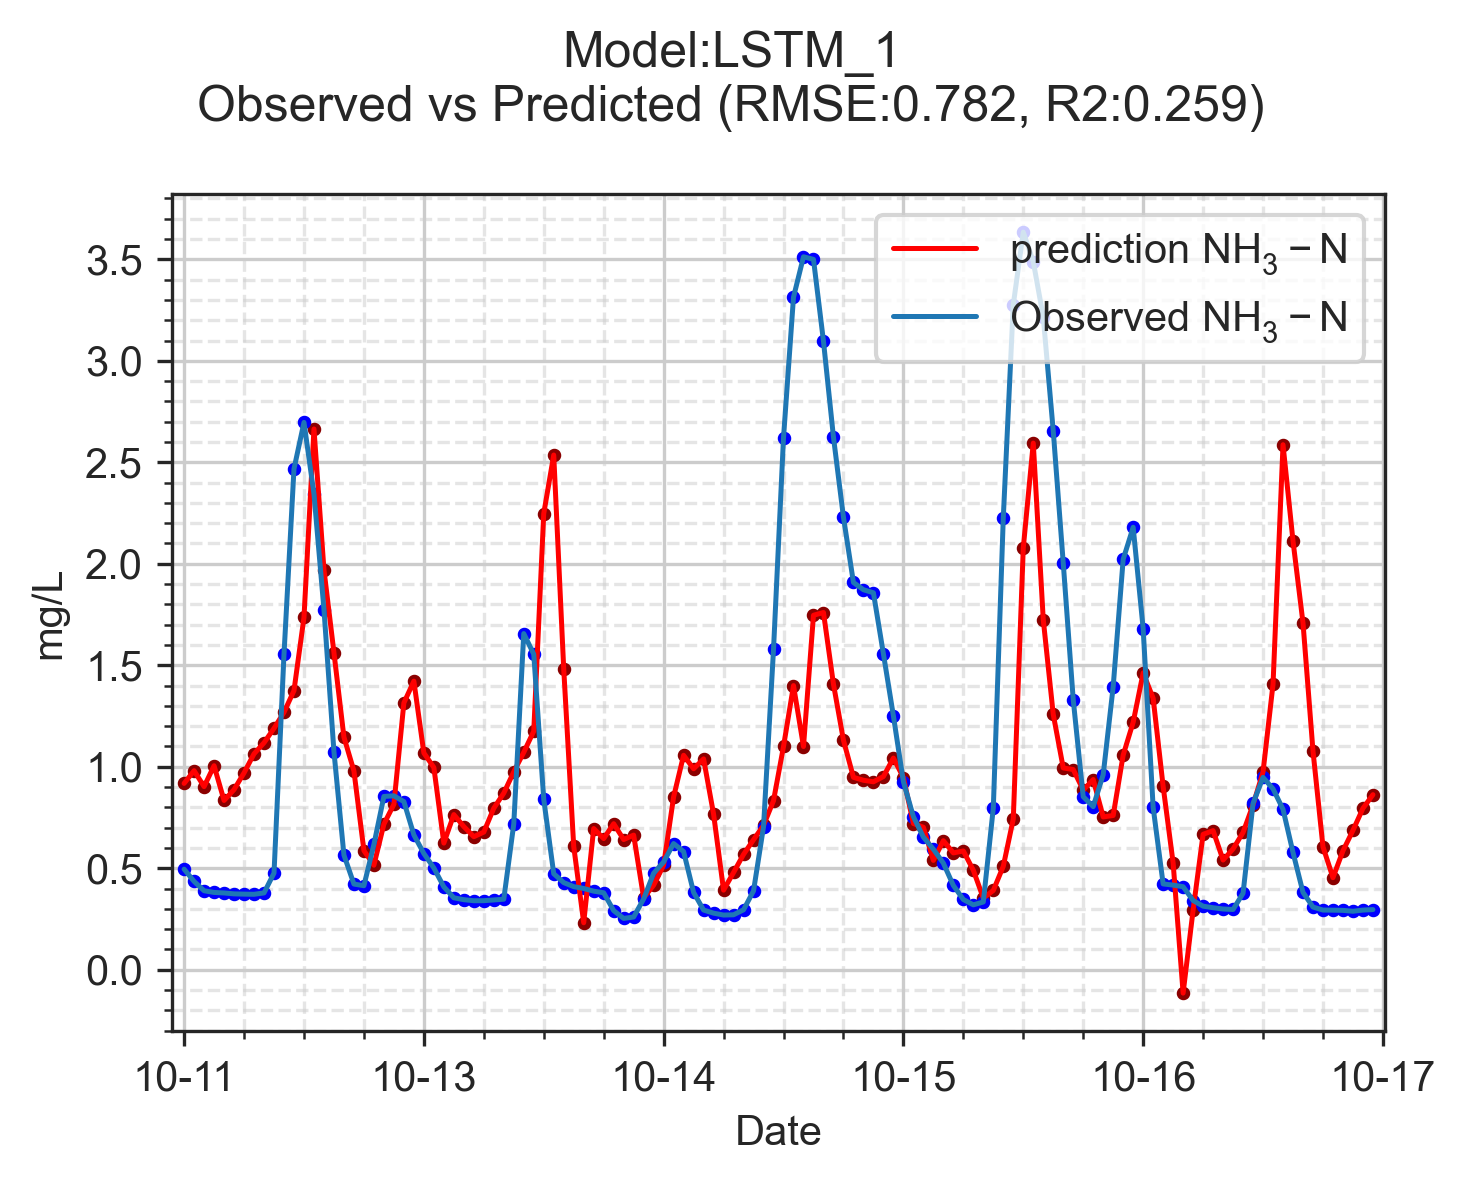 Model:LSTM_1
Observed vs Predicted (RMSE:0.782, R2:0.259)
prediction NH₃ − N
Observed NH₃ − N
3.5
3.0
2.5
2.0
1.5
1.0
0.5
0.0
mg/L
10-11 10-13 10-14 10-15 10-16 10-17
Date